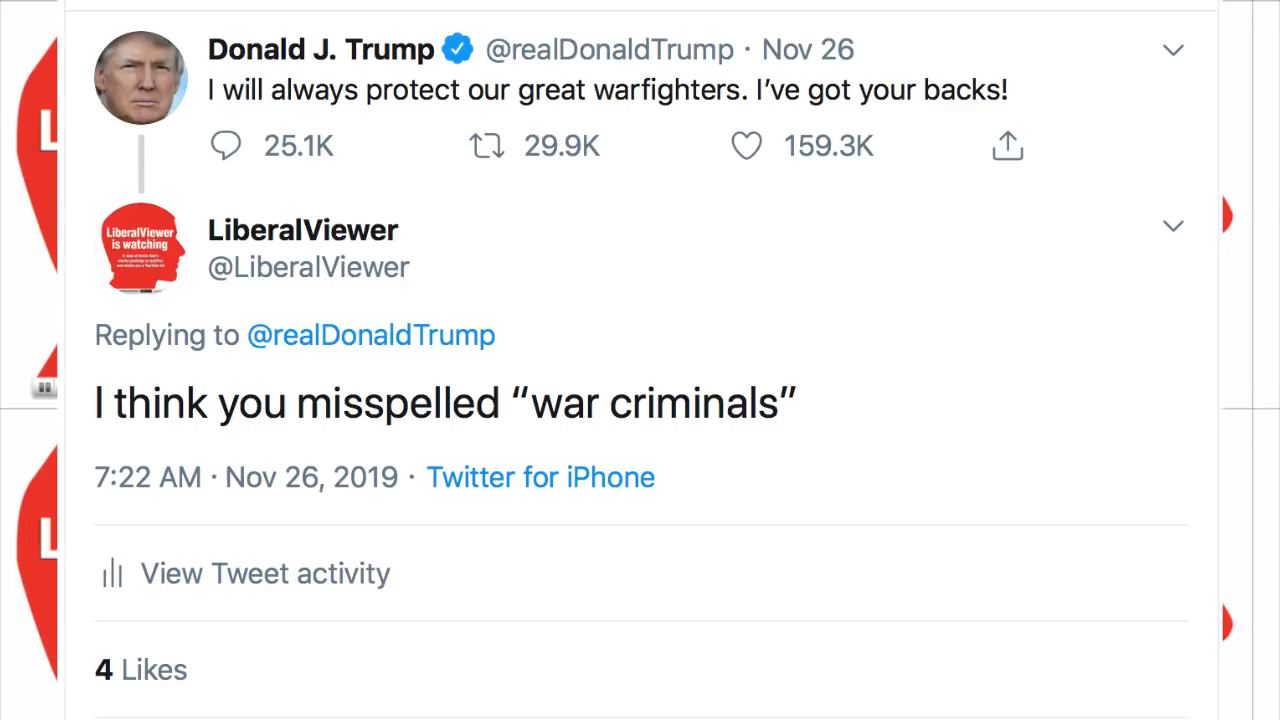 Donald J. Trump @realDonaldTrump · Nov 26
I will always protect our great warfighters. I’ve got your backs!
25.1K 29.9K 159.3K
LiberalViewer
is watching
LiberalViewer
@LiberalViewer
Replying to @realDonaldTrump
I think you misspelled “war criminals”
7:22 AM · Nov 26, 2019 · Twitter for iPhone
View Tweet activity
4 Likes
L
L